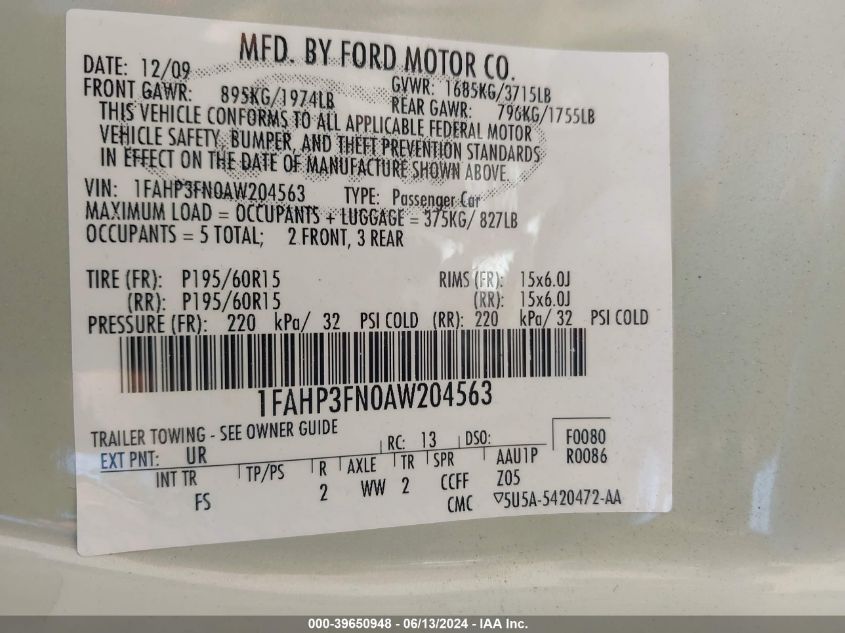 MFD. BY FORD MOTOR CO.
DATE: 12/09 GVWR: 1685KG/3715LB
FRONT GAWR: 895KG/1974LB REAR GAWR: 796KG/1755LB
THIS VEHICLE CONFORMS TO ALL APPLICABLE FEDERAL MOTOR
VEHICLE SAFETY, BUMPER, AND THEFT PREVENTION STANDARDS
IN EFFECT ON THE DATE OF MANUFACTURE SHOWN ABOVE.
VIN: 1FAHP3FN0AW204563 TYPE: Passenger Car
MAXIMUM LOAD = OCCUPANTS + LUGGAGE = 375KG/ 827LB
OCCUPANTS = 5 TOTAL; 2 FRONT, 3 REAR
TIRE (FR): P195/60R15 RIMS (FR): 15x6.0J
(RR): P195/60R15 (RR): 15x6.0J
PRESSURE (FR): 220 kPa/ 32 PSI COLD (RR): 220 kPa/ 32 PSI COLD
1FAHP3FN0AW204563
TRAILER TOWING - SEE OWNER GUIDE
EXT PNT: UR RC: 13 DSO: F0080
INT TR TP/PS R AXLE TR SPR AAU1P R0086
FS 2 WW 2 CCFF Z05
CMC ▽5U5A-5420472-AA
000-39650948 - 06/13/2024 - IAA Inc.